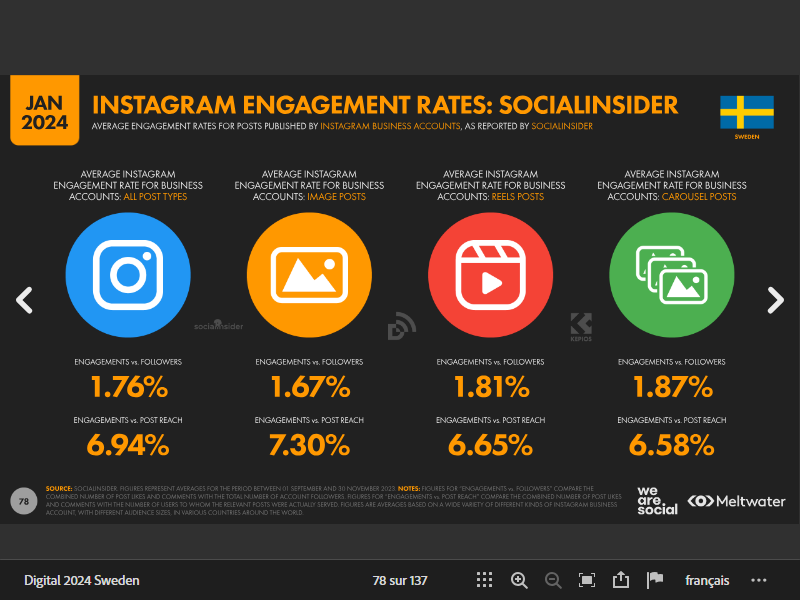 JAN
2024
INSTAGRAM ENGAGEMENT RATES: SOCIALINSIDER
AVERAGE ENGAGEMENT RATES FOR POSTS PUBLISHED BY INSTAGRAM BUSINESS ACCOUNTS, AS REPORTED BY SOCIALINSIDER
SWEDEN
AVERAGE INSTAGRAM
ENGAGEMENT RATE FOR BUSINESS
ACCOUNTS: ALL POST TYPES
ENGAGEMENTS vs. FOLLOWERS
1.76%
ENGAGEMENTS vs. POST REACH
6.94%
AVERAGE INSTAGRAM
ENGAGEMENT RATE FOR BUSINESS
ACCOUNTS: IMAGE POSTS
ENGAGEMENTS vs. FOLLOWERS
1.67%
ENGAGEMENTS vs. POST REACH
7.30%
AVERAGE INSTAGRAM
ENGAGEMENT RATE FOR BUSINESS
ACCOUNTS: REELS POSTS
ENGAGEMENTS vs. FOLLOWERS
1.81%
ENGAGEMENTS vs. POST REACH
6.65%
AVERAGE INSTAGRAM
ENGAGEMENT RATE FOR BUSINESS
ACCOUNTS: CAROUSEL POSTS
ENGAGEMENTS vs. FOLLOWERS
1.87%
ENGAGEMENTS vs. POST REACH
6.58%
socialinsider
KEPIOS
78
SOURCE: SOCIALINSIDER. FIGURES REPRESENT AVERAGES FOR THE PERIOD BETWEEN 01 SEPTEMBER AND 30 NOVEMBER 2023. NOTES: FIGURES FOR "ENGAGEMENTS vs. FOLLOWERS" COMPARE THE
COMBINED NUMBER OF POST LIKES AND COMMENTS WITH THE TOTAL NUMBER OF ACCOUNT FOLLOWERS. FIGURES FOR "ENGAGEMENTS vs. POST REACH" COMPARE THE COMBINED NUMBER OF POST LIKES
AND COMMENTS WITH THE NUMBER OF USERS TO WHOM THE RELEVANT POSTS WERE ACTUALLY SERVED. FIGURES ARE AVERAGES BASED ON A WIDE VARIETY OF DIFFERENT KINDS OF INSTAGRAM BUSINESS
ACCOUNT, WITH DIFFERENT AUDIENCE SIZES, IN VARIOUS COUNTRIES AROUND THE WORLD
we
are.
social
Meltwater
Digital 2024 Sweden
78 sur 137
français